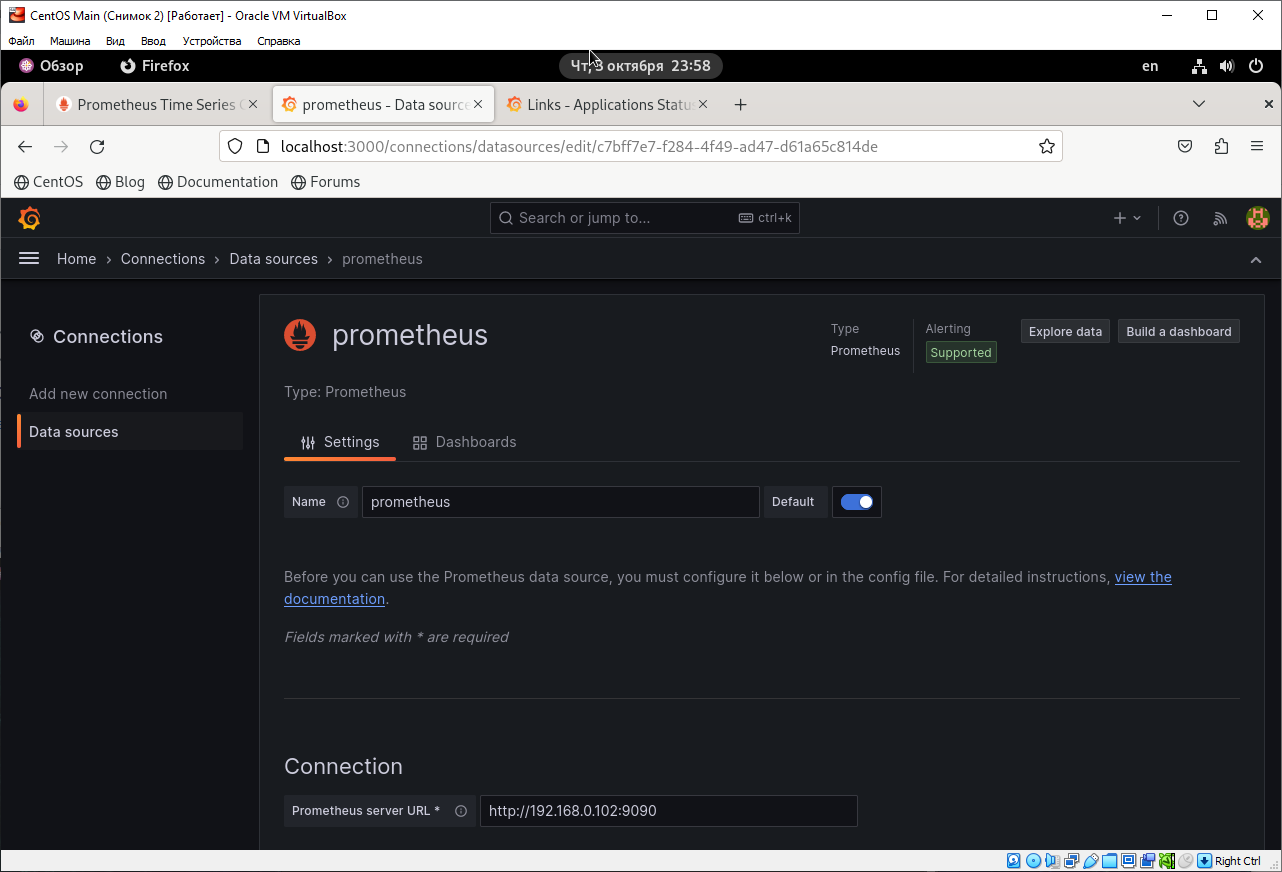 CentOS Main (Снимок 2) [Работает] - Oracle VM VirtualBox
Файл Машина Вид Ввод Устройства Справка
Обзор Firefox Чт, 3 октября 23:58 en
Prometheus Time Series prometheus - Data source Links - Applications Status
localhost:3000/connections/datasources/edit/c7bff7e7-f284-4f49-ad47-d61a65c814de
CentOS Blog Documentation Forums
Search or jump to... ctrl+k
Home › Connections › Data sources › prometheus
Connections
Add new connection
Data sources
prometheus
Type
Prometheus
Alerting
Supported
Explore data Build a dashboard
Type: Prometheus
Settings Dashboards
Name prometheus Default
Before you can use the Prometheus data source, you must configure it below or in the config file. For detailed instructions, view the
documentation.
Fields marked with * are required
Connection
Prometheus server URL * http://192.168.0.102:9090
Right Ctrl